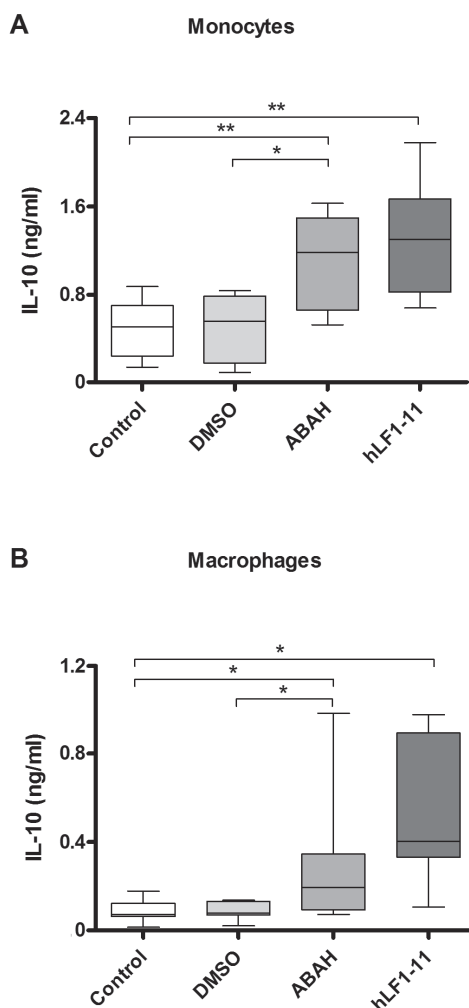 A
Monocytes
**
**
*
2.4
1.6
0.8
0
IL-10 (ng/ml)
Control
DMSO
ABAH
hLF1-11
B
Macrophages
*
*
*
1.2
0.8
0.4
0
IL-10 (ng/ml)
Control
DMSO
ABAH
hLF1-11